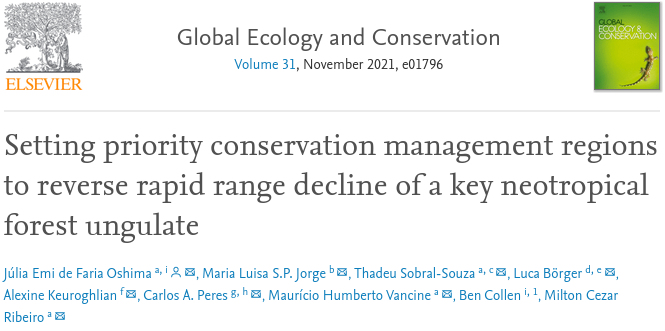 Global Ecology and Conservation
Volume 31, November 2021, e01796
ELSEVIER
GLOBAL
ECOLOGY &
CONSERVATION
Setting priority conservation management regions
to reverse rapid range decline of a key neotropical
forest ungulate
Júlia Emi de Faria Oshima a, i, Maria Luisa S.P. Jorge b, Thadeu Sobral-Souza a, c, Luca Börger d, e,
Alexine Keuroghlian f, Carlos A. Peres g, h, Maurício Humberto Vancine a, Ben Collen i, 1, Milton Cezar
Ribeiro a